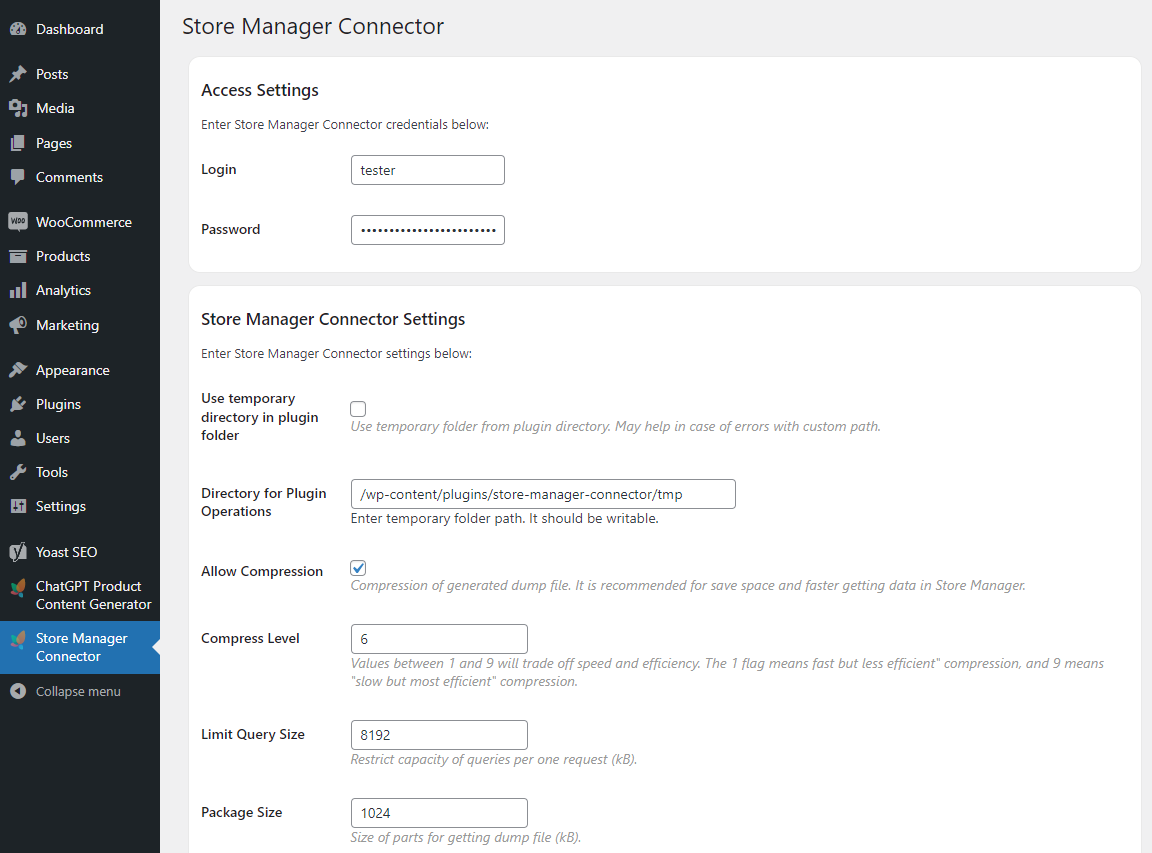 Dashboard
Posts
Media
Pages
Comments
WOO
WooCommerce
Products
Analytics
Marketing
Appearance
Plugins
Users
Tools
Settings
Yoast SEO
ChatGPT Product
Content Generator
Store Manager
Connector
Collapse menu
Store Manager Connector
Access Settings
Enter Store Manager Connector credentials below:
Login
tester
Password
••••••••••••••••••••••••
Store Manager Connector Settings
Enter Store Manager Connector settings below:
Use temporary
directory in plugin
folder
Use temporary folder from plugin directory. May help in case of errors with custom path.
Directory for Plugin
Operations
/wp-content/plugins/store-manager-connector/tmp
Enter temporary folder path. It should be writable.
Allow Compression
Compression of generated dump file. It is recommended for save space and faster getting data in Store Manager.
Compress Level
6
Values between 1 and 9 will trade off speed and efficiency. The 1 flag means fast but less efficient" compression, and 9 means
"slow but most efficient" compression.
Limit Query Size
8192
Restrict capacity of queries per one request (kB).
Package Size
1024
Size of parts for getting dump file (kB).